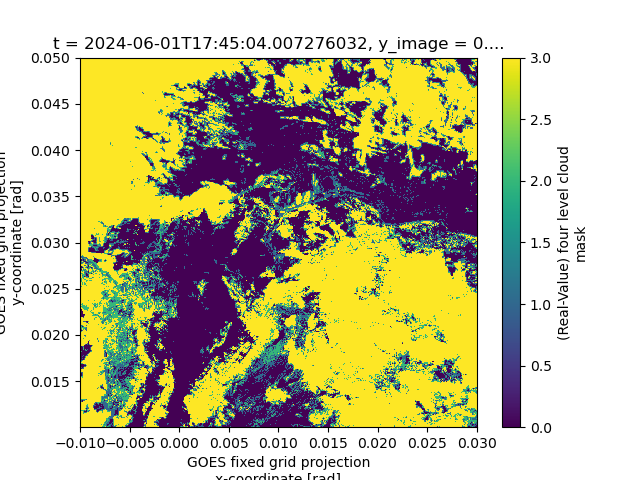 t = 2024-06-01T17:45:04.007276032, y_image = 0....
0.050
0.045
0.040
0.035
0.030
0.025
0.020
0.015
GOES fixed grid projection
y-coordinate [rad]
−0.010 −0.005 0.000 0.005 0.010 0.015 0.020 0.025 0.030
GOES fixed grid projection
x-coordinate [rad]
3.0
2.5
2.0
1.5
1.0
0.5
0.0
(Real-Value) four level cloud
mask